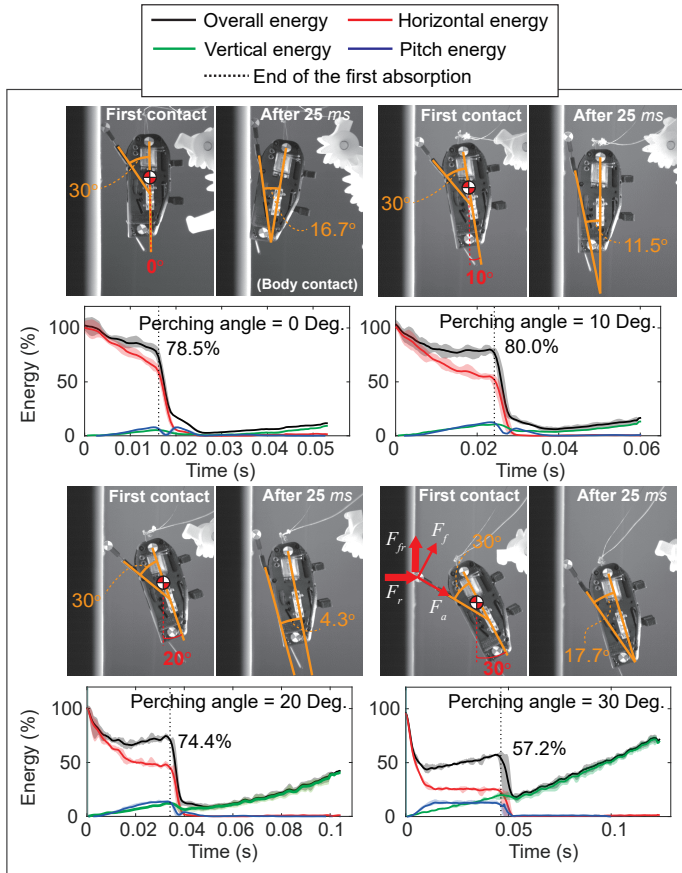 Overall energy Horizontal energy
Vertical energy Pitch energy
End of the first absorption
First contact After 25 ms First contact After 25 ms
30° 16.7° 30° 11.5°
0° (Body contact) 10°
Perching angle = 0 Deg. Perching angle = 10 Deg.
78.5% 80.0%
Energy (%)
100
50
0
0 0.01 0.02 0.03 0.04 0.05
Time (s)
100
50
0
0 0.02 0.04 0.06
Time (s)
First contact After 25 ms First contact After 25 ms
30° 4.3° 20°
Ffr Ff 30° Fr Fa 30° 17.7°
Perching angle = 20 Deg. Perching angle = 30 Deg.
74.4% 57.2%
Energy (%)
100
50
0
0 0.02 0.04 0.06 0.08 0.1
Time (s)
100
50
0
0 0.05 0.1
Time (s)